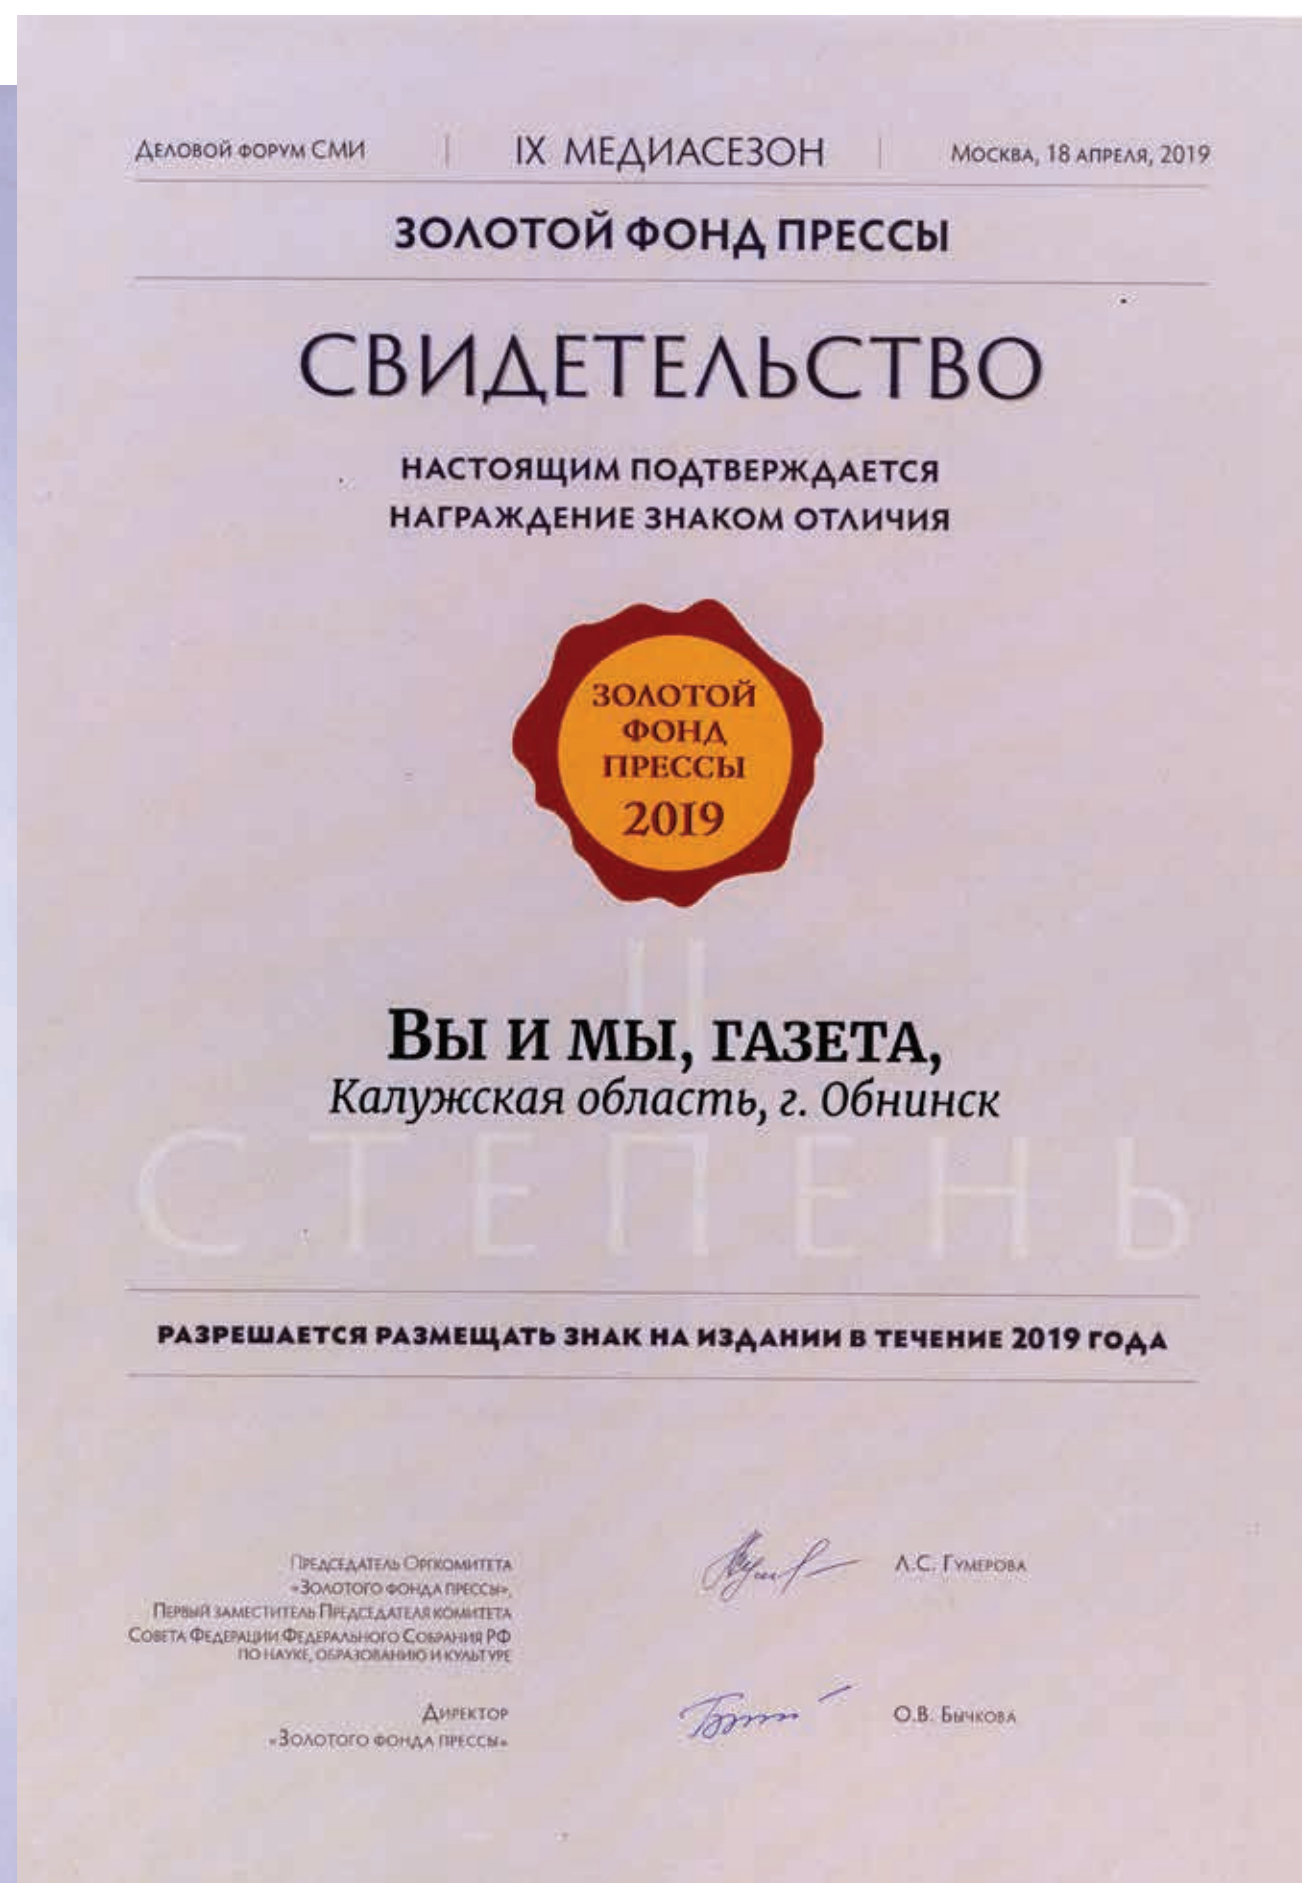 Деловой форум СМИ | IX МЕДИАСЕЗОН | Москва, 18 апреля, 2019
ЗОЛОТОЙ ФОНД ПРЕССЫ
СВИДЕТЕЛЬСТВО
НАСТОЯЩИМ ПОДТВЕРЖДАЕТСЯ
НАГРАЖДЕНИЕ ЗНАКОМ ОТЛИЧИЯ
ЗОЛОТОЙ
ФОНД
ПРЕССЫ
2019
II
Вы и мы, газета,
Калужская область, г. Обнинск
СТЕПЕНЬ
РАЗРЕШАЕТСЯ РАЗМЕЩАТЬ ЗНАК НА ИЗДАНИИ В ТЕЧЕНИЕ 2019 ГОДА
Председатель Оргкомитета
«Золотого фонда прессы»,
Первый заместитель Председателя комитета
Совета Федерации Федерального Собрания РФ
по науке, образованию и культуре
Л.С. Гумерова
Директор
«Золотого фонда прессы»
О.В. Бычкова